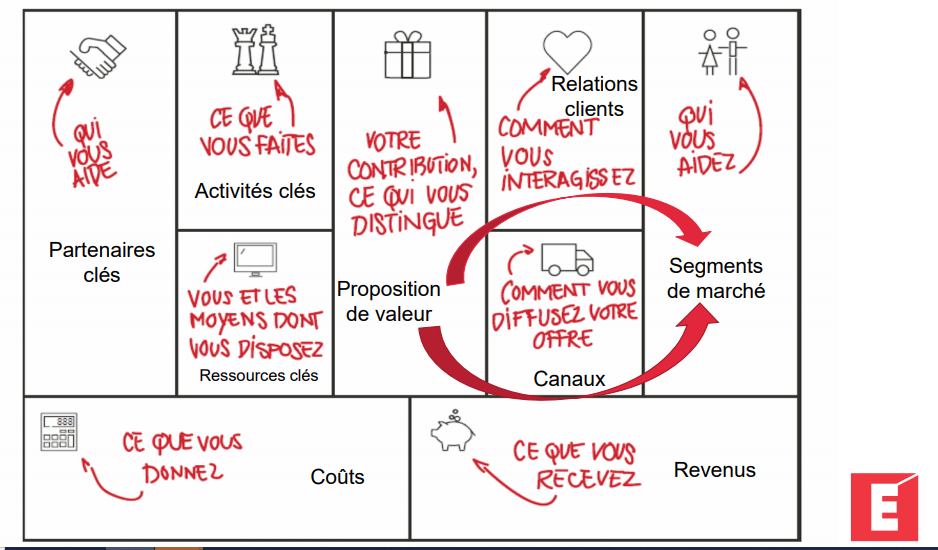 QUI
VOUS
AIDE
Partenaires
clés
CE QUE
VOUS FAITES
Activités clés
VOUS ET LES
MOYENS DONT
VOUS DISPOSEZ
Ressources clés
VOTRE
CONTRIBUTION,
CE QUI VOUS
DISTINGUE
Proposition
de valeur
Relations
clients
COMMENT
VOUS
INTERAGISSEZ
COMMENT VOUS
DIFFUSEZ VOTRE
OFFRE
Canaux
QUI
VOUS
AIDEZ
Segments
de marché
888
CE QUE VOUS
DONNEZ
Coûts
CE QUE VOUS
RECEVEZ
Revenus
É